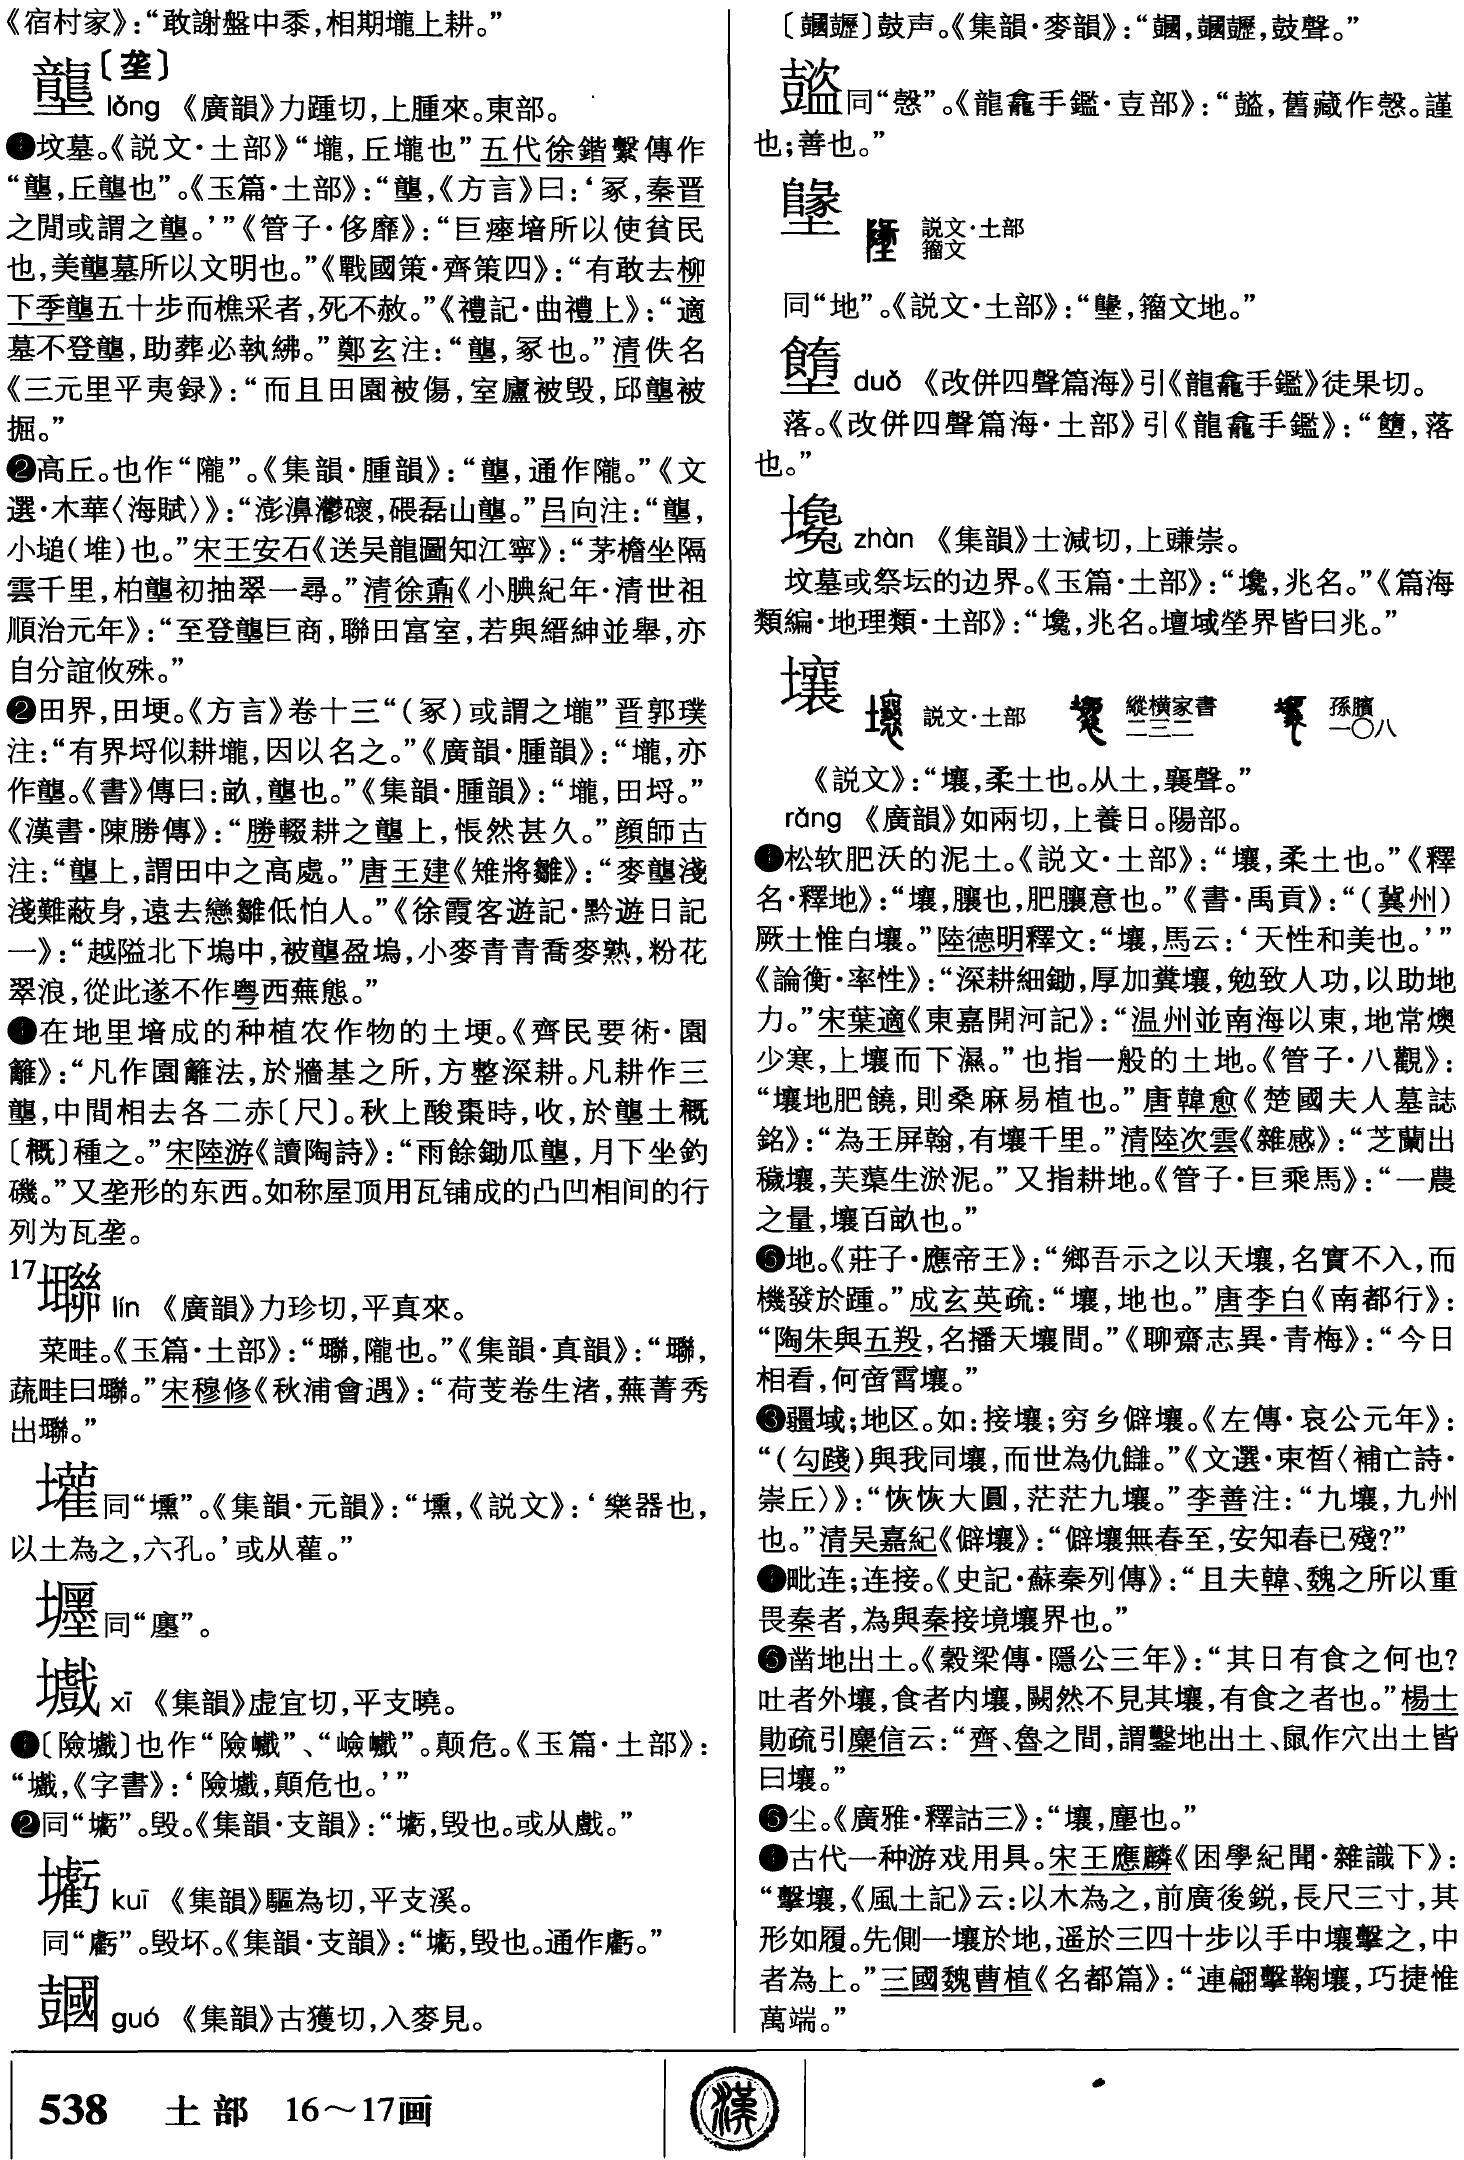 《宿村家》：“敢謝盤中黍，相期壠上耕。”
壟〔垄〕
lǒng 《廣韻》力踵切，上腫來。東部。
❶坟墓。《説文·土部》“壠，丘壠也”五代徐鍇繫傳作
“壟，丘壟也”。《玉篇·土部》：“壟，《方言》曰：‘冢，秦晋
之閒或謂之壟。’”《管子·侈靡》：“巨瘞堷所以使貧民
也，美壟墓所以文明也。”《戰國策·齊策四》：“有敢去柳
下季壟五十步而樵采者，死不赦。”《禮記·曲禮上》：“適
墓不登壟，助葬必執紼。”鄭玄注：“壟，冢也。”清佚名
《三元里平夷録》：“而且田園被傷，室廬被毁，邱壟被
掘。”
❷高丘。也作“隴”。《集韻·腫韻》：“壟，通作隴。”《文
選·木華〈海賦〉》：“澎濞灪磙，碨磊山壟。”吕向注：“壟，
小塠（堆）也。”宋王安石《送吴龍圖知江寧》：“茅檐坐隔
雲千里，柏壟初抽翠一尋。”清徐鼒《小腆紀年·清世祖
順治元年》：“至登壟巨商，聯田富室，若與縉紳並舉，亦
自分誼攸殊。”
❷田界，田埂。《方言》卷十三“（冢）或謂之壠”晋郭璞
注：“有界埒似耕壠，因以名之。”《廣韻·腫韻》：“壠，亦
作壟。《書》傳曰：畝，壟也。”《集韻·腫韻》：“壠，田埒。”
《漢書·陳勝傳》：“勝輟耕之壟上，悵然甚久。”顔師古
注：“壟上，謂田中之高處。”唐王建《雉將雛》：“麥壟淺
淺難蔽身，遠去戀雛低怕人。”《徐霞客遊記·黔遊日記
一》：“越隘北下塢中，被壟盈塢，小麥青青喬麥熟，粉花
翠浪，從此遂不作粤西蕪態。”
❹在地里培成的种植农作物的土埂。《齊民要術·園
籬》：“凡作園籬法，於牆基之所，方整深耕。凡耕作三
壟，中間相去各二赤〔尺〕。秋上酸棗時，收，於壟土概
〔穊〕種之。”宋陸游《讀陶詩》：“雨餘鋤瓜壟，月下坐釣
磯。”又垄形的东西。如称屋顶用瓦铺成的凸凹相间的行
列为瓦垄。
17 lín 《廣韻》力珍切，平真來。
菜畦。《玉篇·土部》：“，隴也。”《集韻·真韻》：“，
蔬畦曰。”宋穆修《秋浦會遇》：“荷芰卷生渚，蕪菁秀
出。”
同“壎”。《集韻·元韻》：“壎，《説文》：‘樂器也，
以土為之，六孔。’或从雚。”
同“廛”。
㙾 xī 《集韻》虚宜切，平支曉。
❶〔險〕也作“險巇”、“嶮巇”。颠危。《玉篇·土部》：
“，《字書》：‘險，顛危也。’”
❷同“”。毁。《集韻·支韻》：“，毁也。或从戲。”
kuī 《集韻》驅為切，平支溪。
同“虧”。毁坏。《集韻·支韻》：“，毁也。通作虧。”
guó 《集韻》古獲切，入麥見。
〔〕鼓声。《集韻·麥韻》：“，，鼓聲。”
同“愨”。《龍龕手鑑·壴部》：“，舊藏作愨。謹
也；善也。”
説文·土部
籀文
同“地”。《説文·土部》：“，籀文地。”
duǒ 《改併四聲篇海》引《龍龕手鑑》徒果切。
落。《改併四聲篇海·土部》引《龍龕手鑑》：“，落
也。”
zhàn 《集韻》士減切，上豏崇。
坟墓或祭坛的边界。《玉篇·土部》：“，兆名。”《篇海
類編·地理類·土部》：“，兆名。壇域塋界皆曰兆。”
壤 説文·土部 縱橫家書 二三二 孫臏 一〇八
《説文》：“壤，柔土也。从土，襄聲。”
rǎng 《廣韻》如兩切，上養日。陽部。
❶松软肥沃的泥土。《説文·土部》：“壤，柔土也。”《釋
名·釋地》：“壤，膁也，肥膁意也。”《書·禹貢》：“（冀州）
厥土惟白壤。”陸德明釋文：“壤，馬云：‘天性和美也。’”
《論衡·率性》：“深耕細鋤，厚加糞壤，勉致人功，以助地
力。”宋葉適《東嘉開河記》：“温州並南海以東，地常燠
少寒，上壤而下濕。”也指一般的土地。《管子·八觀》：
“壤地肥饒，則桑麻易植也。”唐韓愈《楚國夫人墓誌
銘》：“為王屏翰，有壤千里。”清陸次雲《雜感》：“芝蘭出
穢壤，芙蕖生淤泥。”又指耕地。《管子·巨乘馬》：“一農
之量，壤百畝也。”
❺地。《莊子·應帝王》：“鄉吾示之以天壤，名實不入，而
機發於踵。”成玄英疏：“壤，地也。”唐李白《南都行》：
“陶朱與五羖，名播天壤間。”《聊齋志異·青梅》：“今日
相看，何啻霄壤。”
❸疆域；地区。如：接壤；穷乡僻壤。《左傳·哀公元年》：
“（勾踐）與我同壤，而世為仇讎。”《文選·束晳〈補亡詩·
崇丘〉》：“恢恢大圓，茫茫九壤。”李善注：“九壤，九州
也。”清吴嘉紀《僻壤》：“僻壤無春至，安知春已殘？”
❹毗连；连接。《史記·蘇秦列傳》：“且夫韓、魏之所以重
畏秦者，為與秦接境壤界也。”
❺凿地出土。《穀梁傳·隱公三年》：“其日有食之何也？
吐者外壤，食者内壤，闕然不見其壤，有食之者也。”楊士
勛疏引麋信云：“齊、魯之間，謂鑿地出土、鼠作穴出土皆
曰壤。”
❺尘。《廣雅·釋詁三》：“壤，塵也。”
❹古代一种游戏用具。宋王應麟《困學紀聞·雜識下》：
“擊壤，《風土記》云：以木為之，前廣後鋭，長尺三寸，其
形如履。先側一壤於地，遥於三四十步以手中壤擊之，中
者為上。”三國魏曹植《名都篇》：“連翩擊鞠壤，巧捷惟
萬端。”
538 土部 16～17画
漢